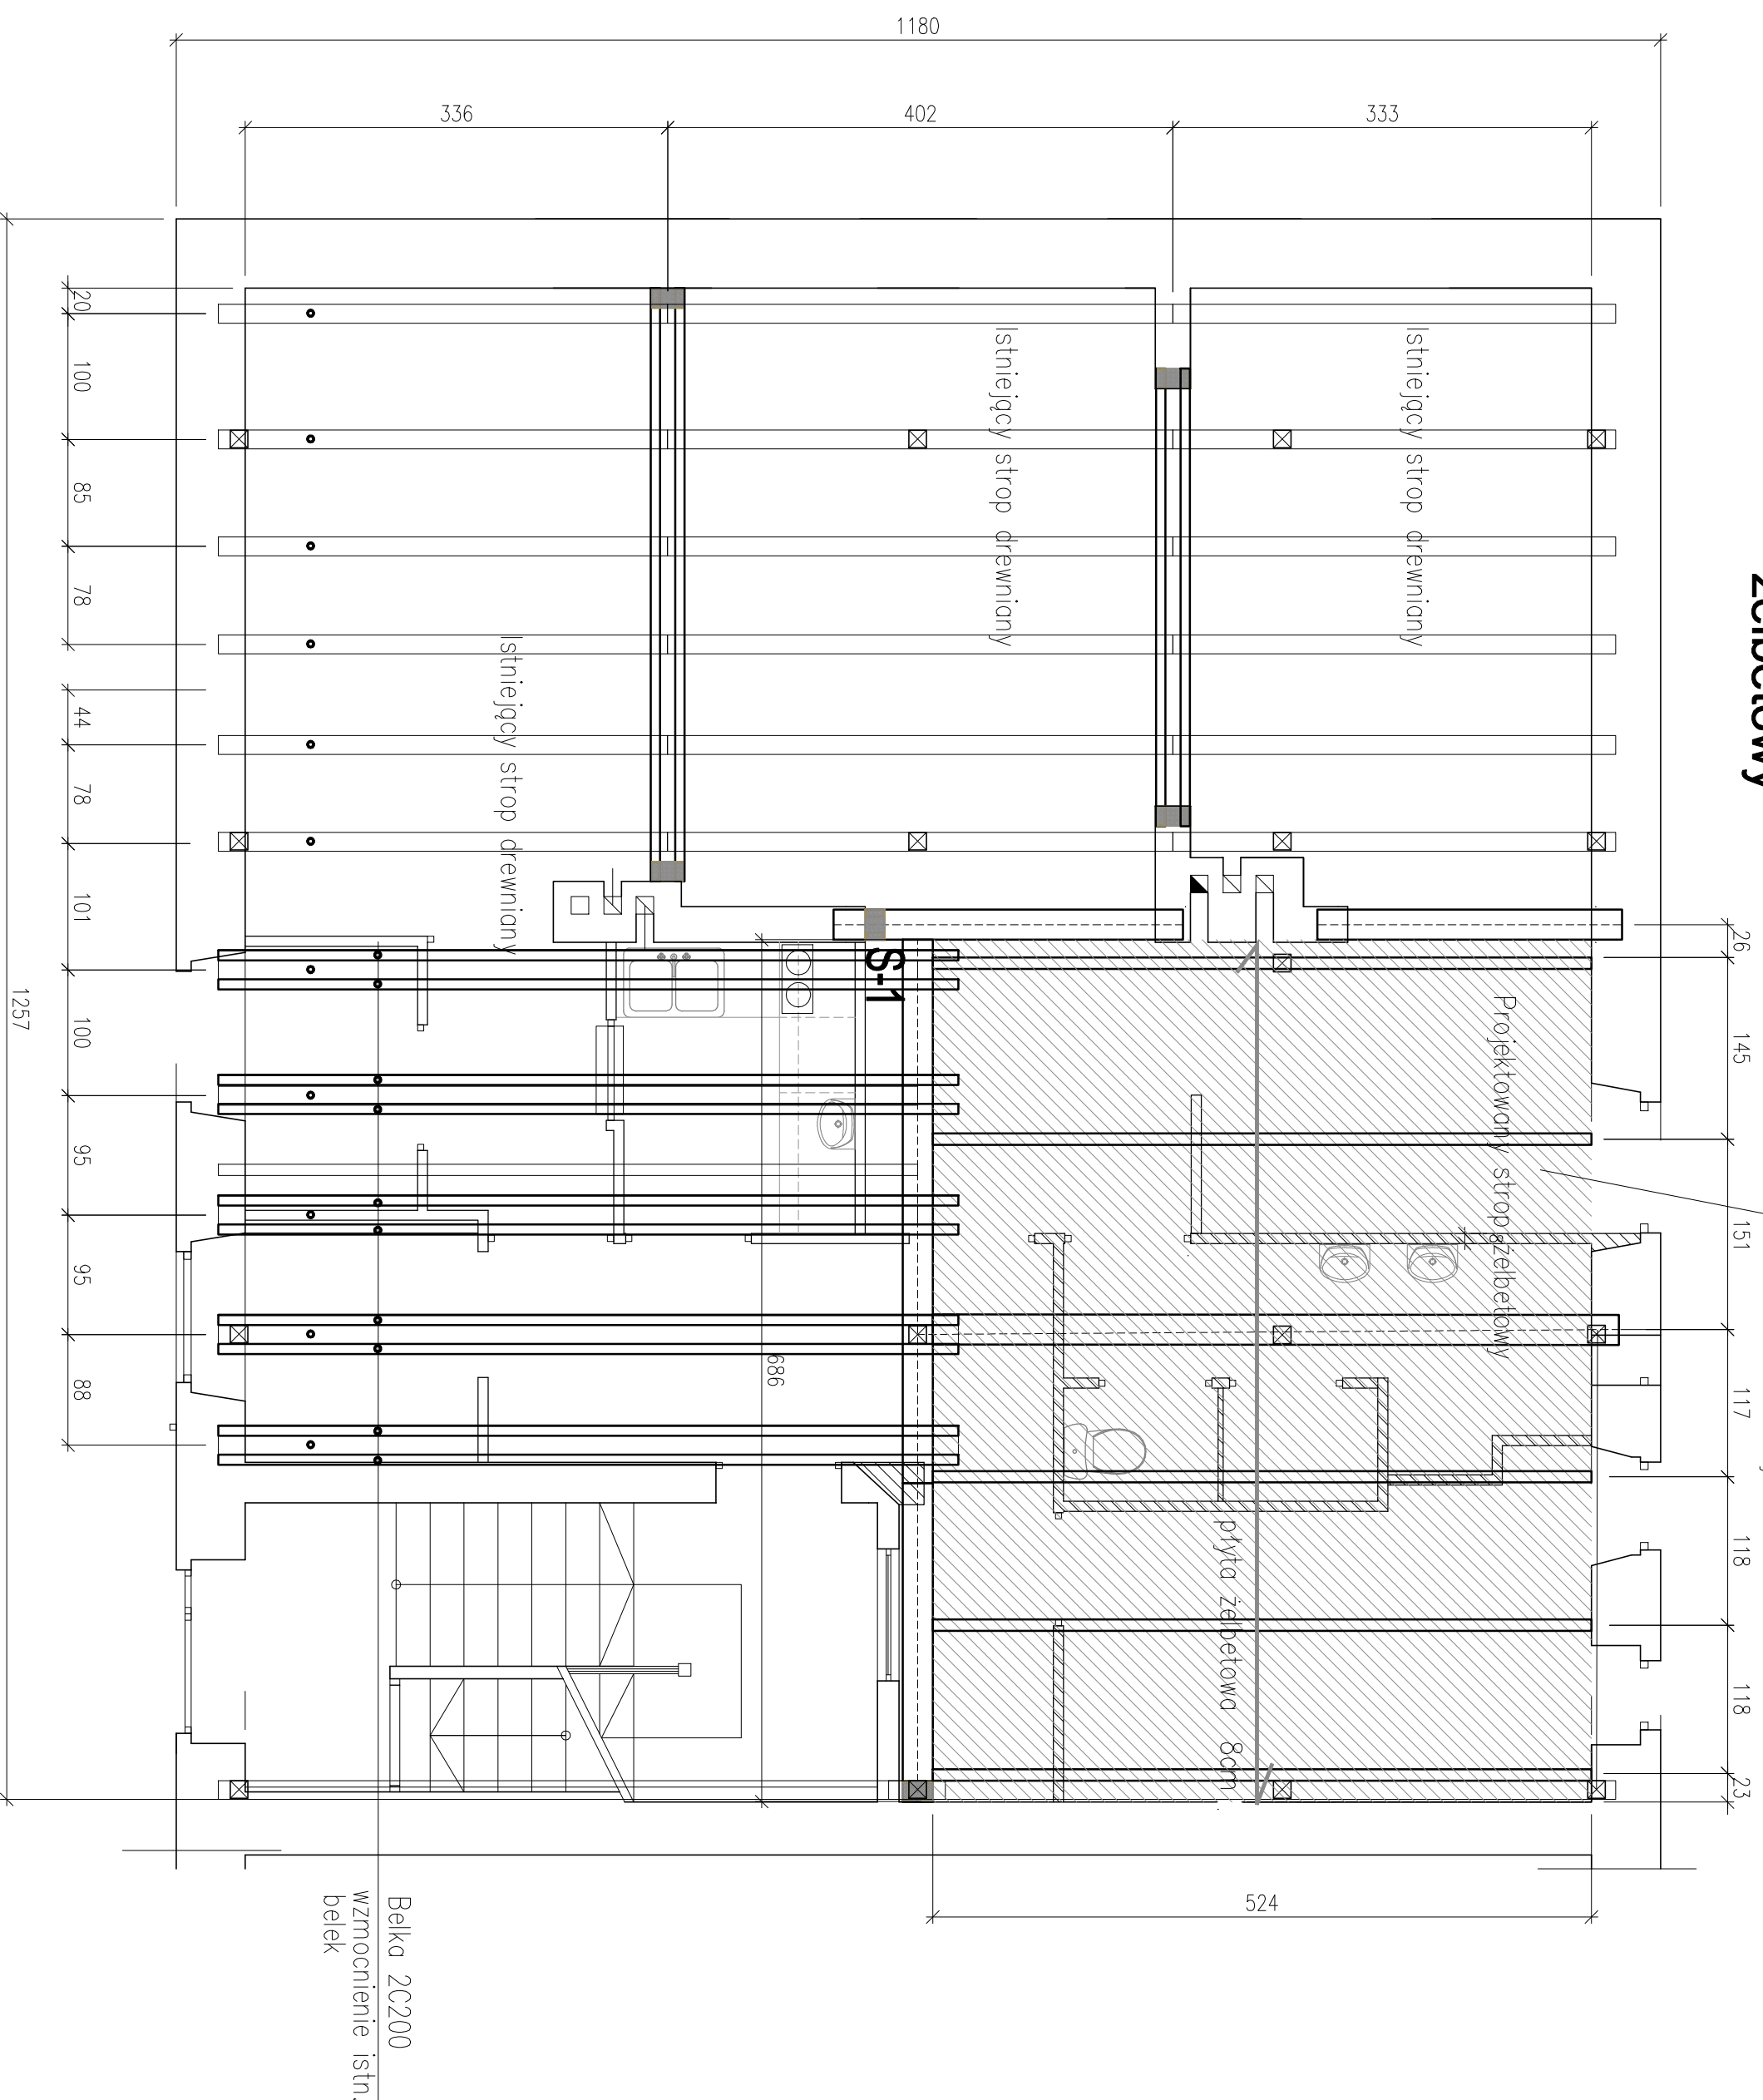 1180
336
402
333
żelbetowy
20
100
85
78
44
78
101
100
95
95
88
1257
Istniejący strop drewniany
Istniejący strop drewniany
Istniejący strop drewniany
S-1
686
Projektowany strop żelbetowy
8
płyta żelbetowa 8cm
26
145
151
117
118
118
23
524
Belka 2C200
wzmocnienie istn.
belek